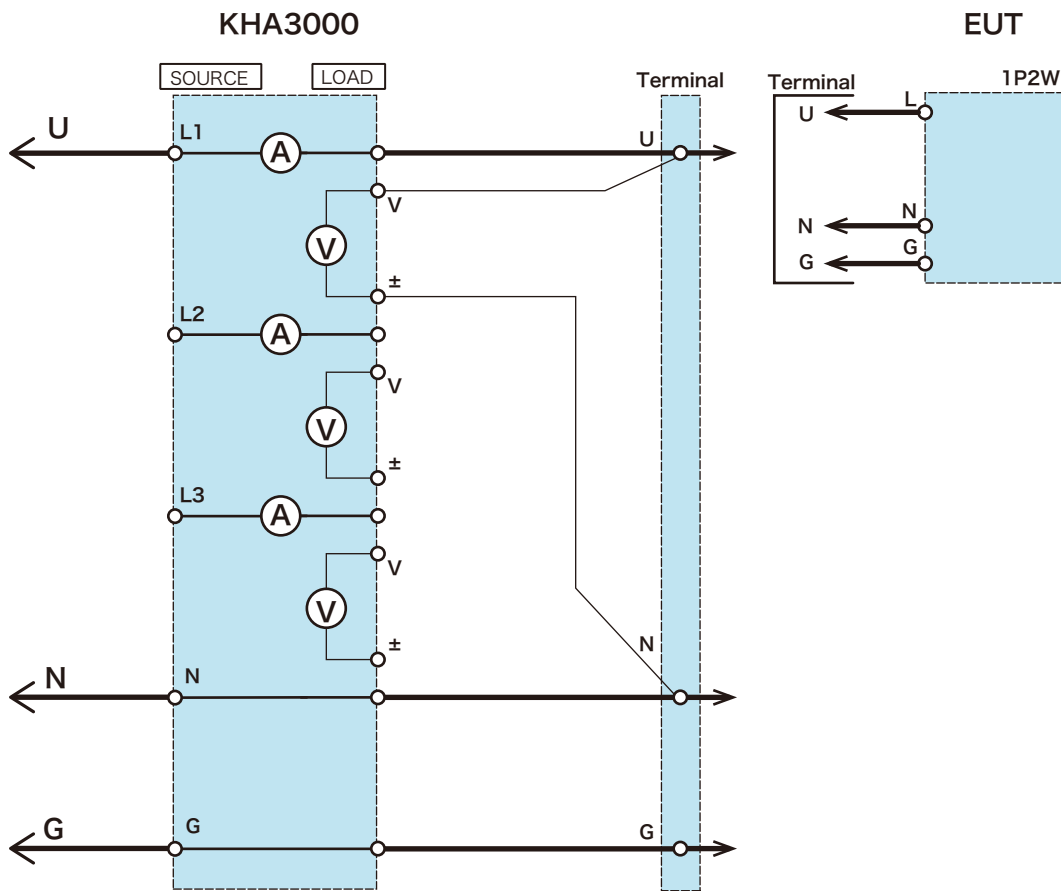 KHA3000
EUT
SOURCE
LOAD
Terminal
Terminal
1P2W
U
L1
A
U
U
L
V
V
N
N
G
G
±
L2
A
V
V
±
L3
A
V
V
±
N
N
N
G
G
G